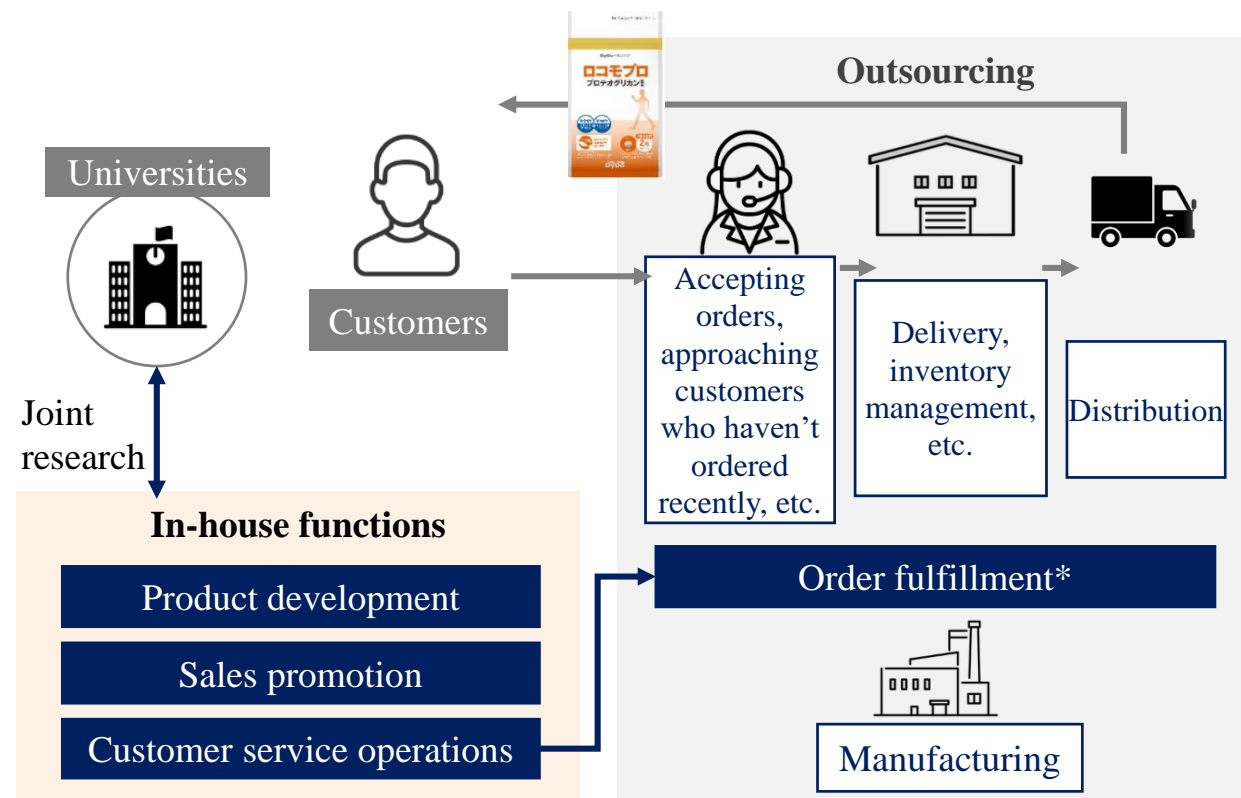 ロコモプロ
プロテオグリカン
Outsourcing
Universities
Customers
Accepting
orders,
approaching
customers
who haven’t
ordered
recently, etc.
Delivery,
inventory
management,
etc.
Distribution
Joint
research
In-house functions
Product development
Sales promotion
Customer service operations
Order fulfillment*
Manufacturing